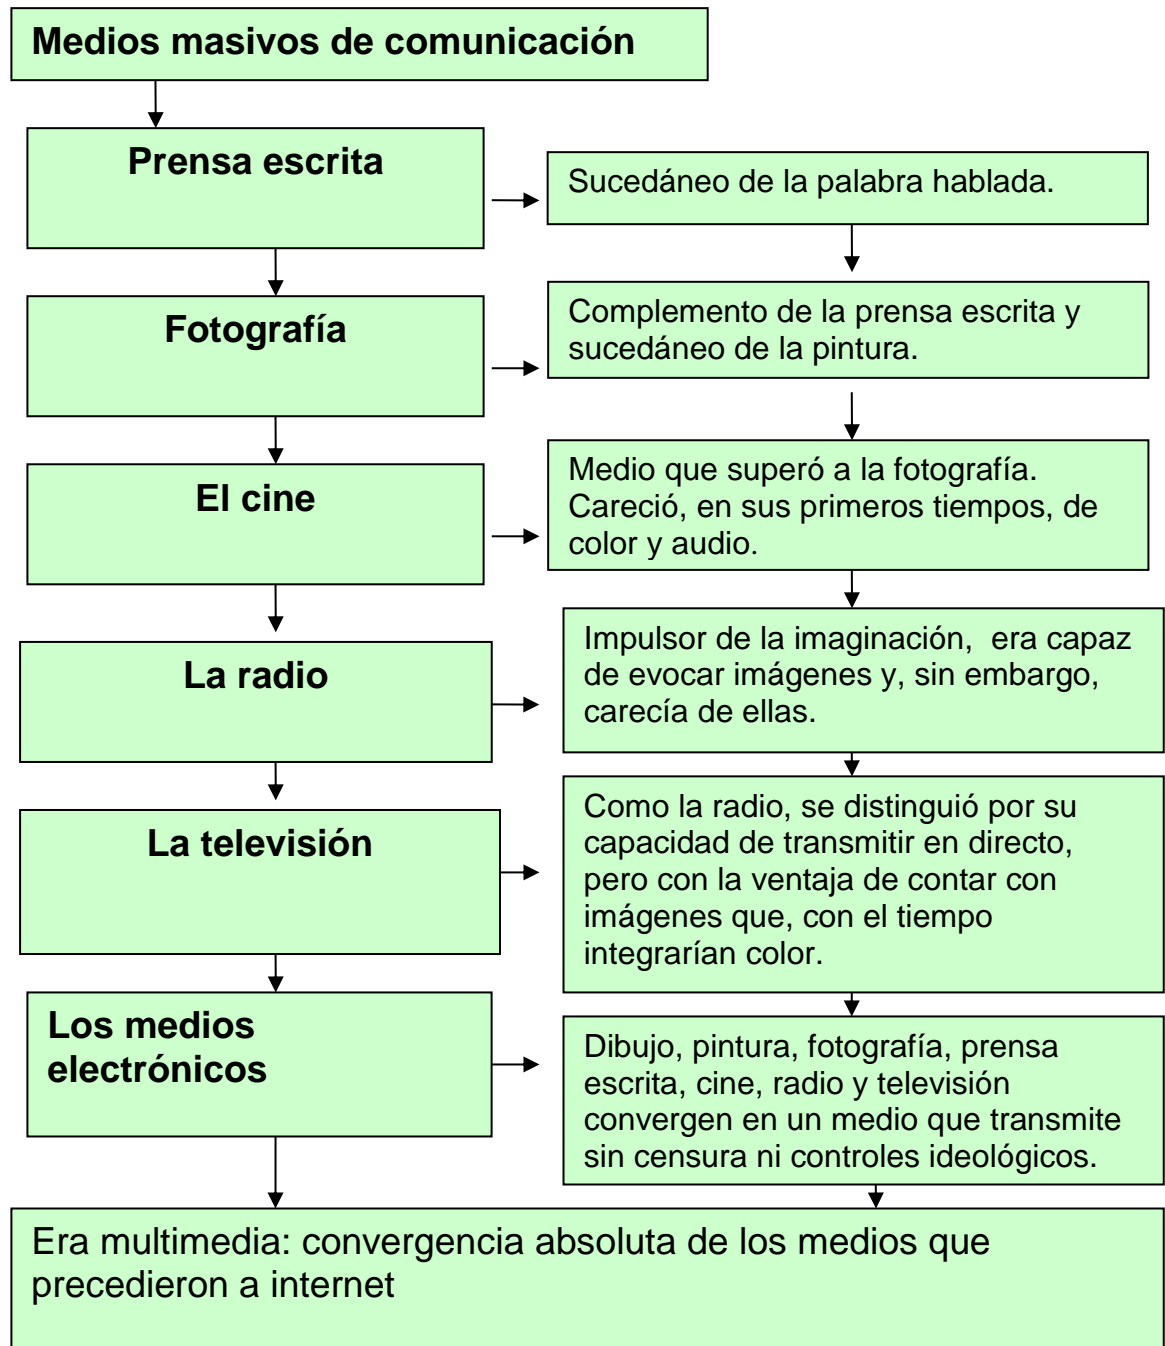 Medios masivos de comunicación
Prensa escrita
Sucedáneo de la palabra hablada.
Fotografía
Complemento de la prensa escrita y
sucedáneo de la pintura.
El cine
Medio que superó a la fotografía.
Careció, en sus primeros tiempos, de
color y audio.
La radio
Impulsor de la imaginación,  era capaz
de evocar imágenes y, sin embargo,
carecía de ellas.
La televisión
Como la radio, se distinguió por su
capacidad de transmitir en directo,
pero con la ventaja de contar con
imágenes que, con el tiempo
integrarían color.
Los medios
electrónicos
Dibujo, pintura, fotografía, prensa
escrita, cine, radio y televisión
convergen en un medio que transmite
sin censura ni controles ideológicos.
Era multimedia: convergencia absoluta de los medios que
precedieron a internet